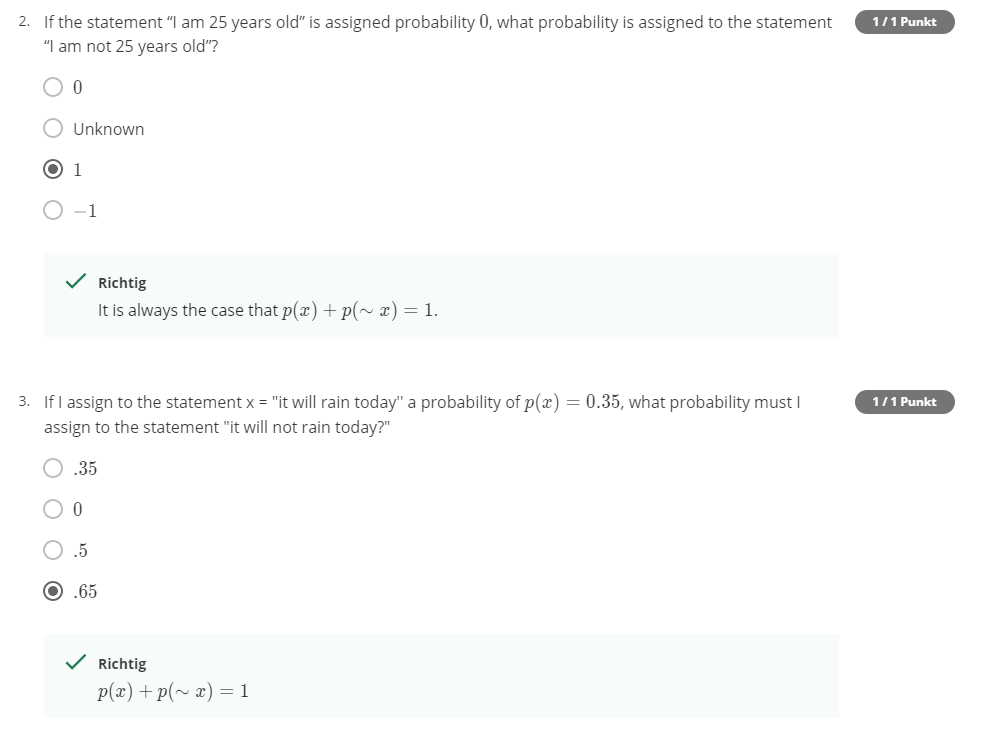 2. If the statement “I am 25 years old” is assigned probability 0, what probability is assigned to the statement
1 / 1 Punkt
“I am not 25 years old”?
0
Unknown
1
−1
Richtig
It is always the case that p(x) + p(∼ x) = 1.
3. If I assign to the statement x = "it will rain today" a probability of p(x) = 0.35, what probability must I
1 / 1 Punkt
assign to the statement "it will not rain today?"
.35
0
.5
.65
Richtig
p(x) + p(∼ x) = 1